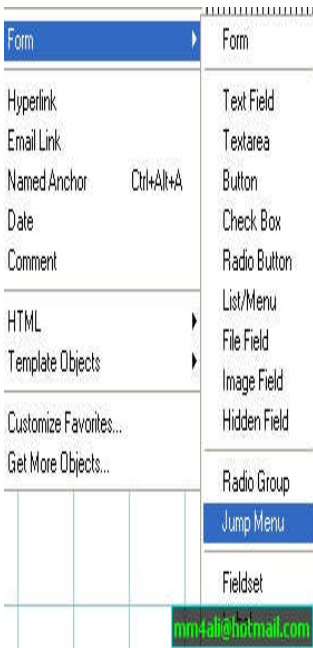 Form
Hyperlink
Email Link
Named Anchor Ctrl+Alt+A
Date
Comment
HTML
Template Objects
Customize Favorites...
Get More Objects...
Form
Text Field
Textarea
Button
Check Box
Radio Button
List/Menu
File Field
Image Field
Hidden Field
Radio Group
Jump Menu
Fieldset
mm4ali@hotmail.com